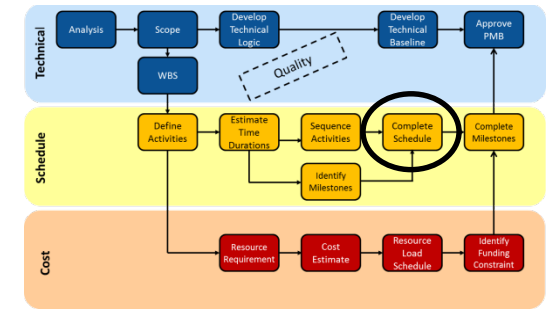 Technical
Analysis
Scope
Develop
Technical
Logic
Develop
Technical
Baseline
Approve
PMB
WBS
Quality
Schedule
Define
Activities
Estimate
Time
Durations
Sequence
Activities
Complete
Schedule
Complete
Milestones
Identify
Milestones
Cost
Resource
Requirement
Cost
Estimate
Resource
Load
Schedule
Identify
Funding
Constraint